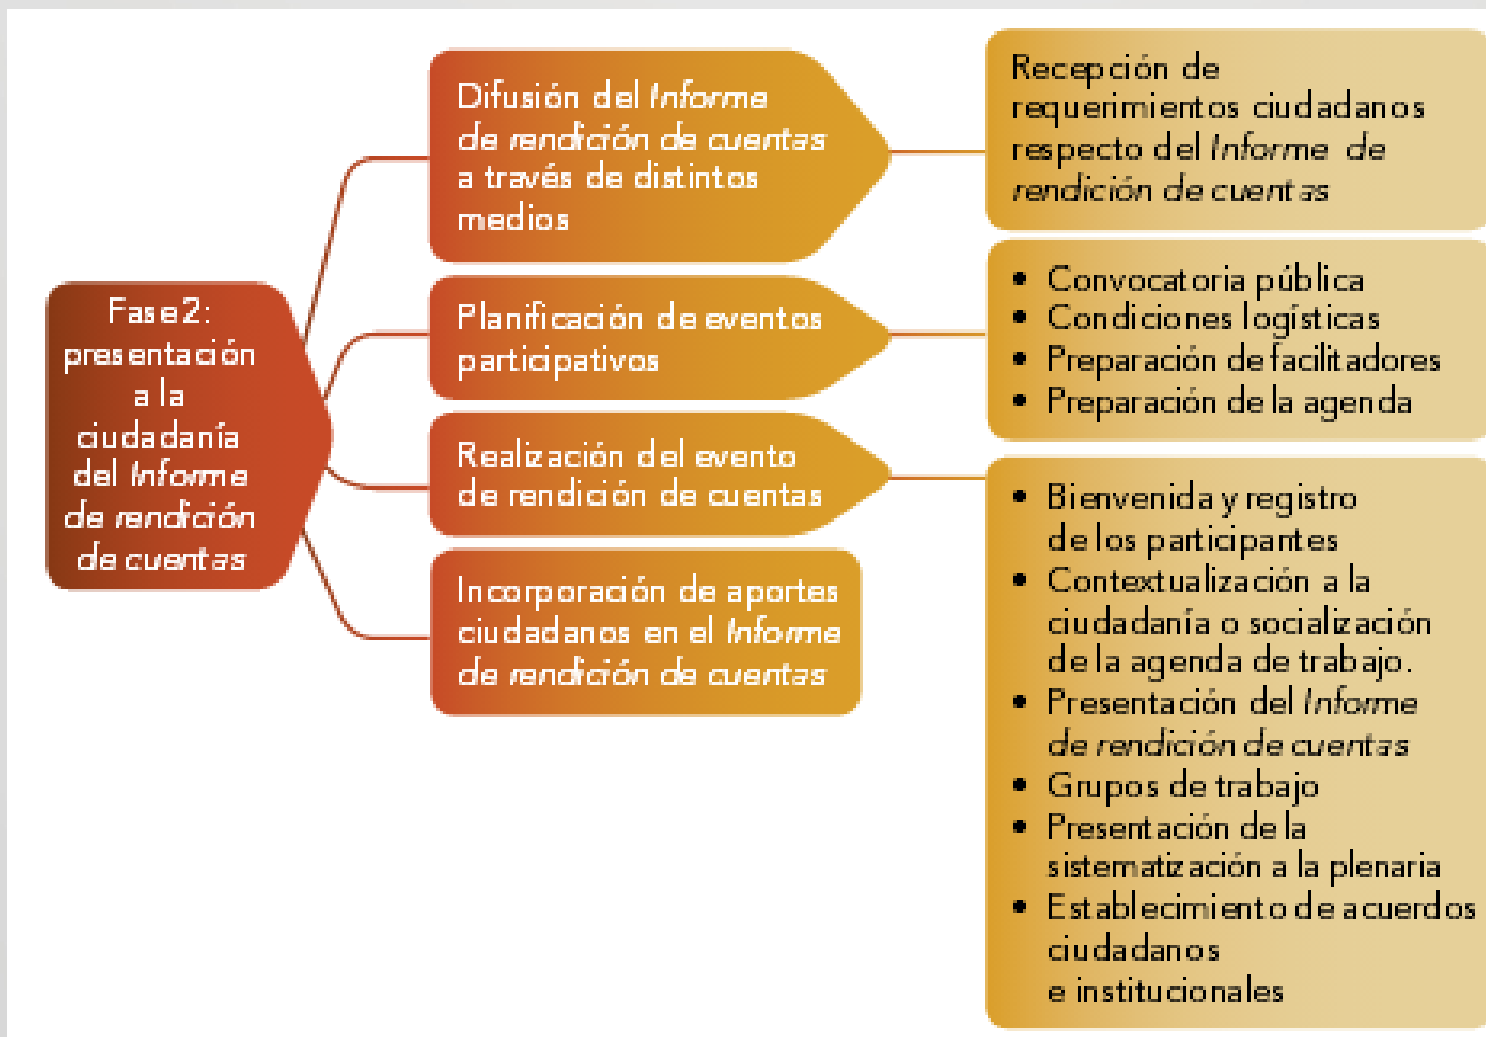 Fase 2:
presentación
a la
ciudadanía
del Informe
de rendición
de cuentas
Difusión del Informe
de rendición de cuentas
a través de distintos
medios
Recepción de
requerimientos ciudadanos
respecto del Informe de
rendición de cuentas
Planificación de eventos
participativos
• Convocatoria pública
• Condiciones logísticas
• Preparación de facilitadores
• Preparación de la agenda
Realización del evento
de rendición de cuentas
• Bienvenida y registro
de los participantes
• Contextualización a la
ciudadanía o socialización
de la agenda de trabajo.
• Presentación del Informe
de rendición de cuentas
• Grupos de trabajo
• Presentación de la
sistematización a la plenaria
• Establecimiento de acuerdos
ciudadanos
e institucionales
Incorporación de aportes
ciudadanos en el Informe
de rendición de cuentas